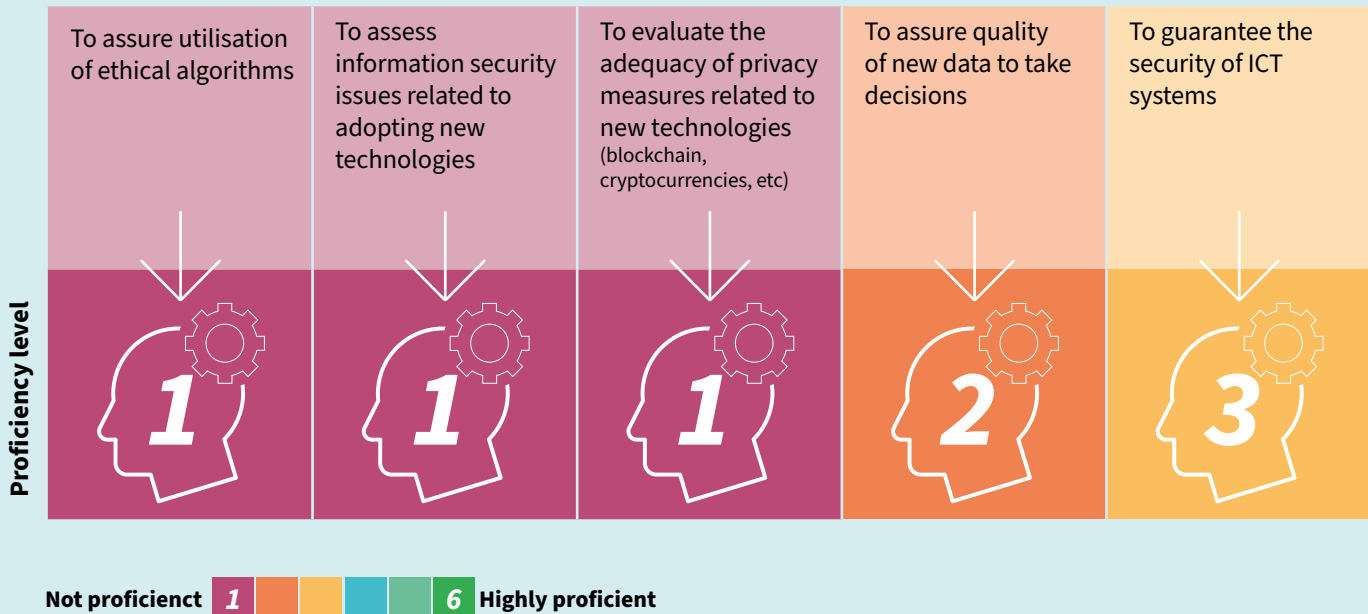 To assure utilisation
of ethical algorithms
To assess
information security
issues related to
adopting new
technologies
To evaluate the
adequacy of privacy
measures related to
new technologies
(blockchain,
cryptocurrencies, etc)
To assure quality
of new data to take
decisions
To guarantee the
security of ICT
systems
Proficiency level
1
1
1
2
3
Not proficienct 1 6 Highly proficient